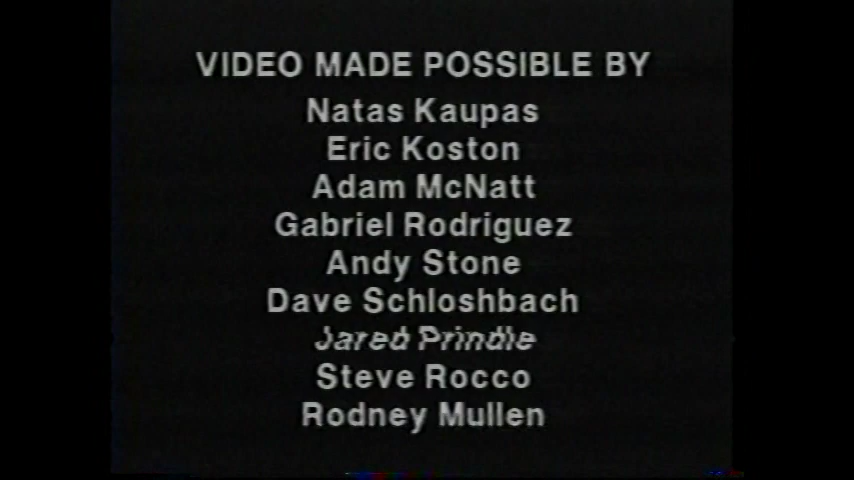 VIDEO MADE POSSIBLE BY
Natas Kaupas
Eric Koston
Adam McNatt
Gabriel Rodriguez
Andy Stone
Dave Schloshbach
Jared Prindle
Steve Rocco
Rodney Mullen